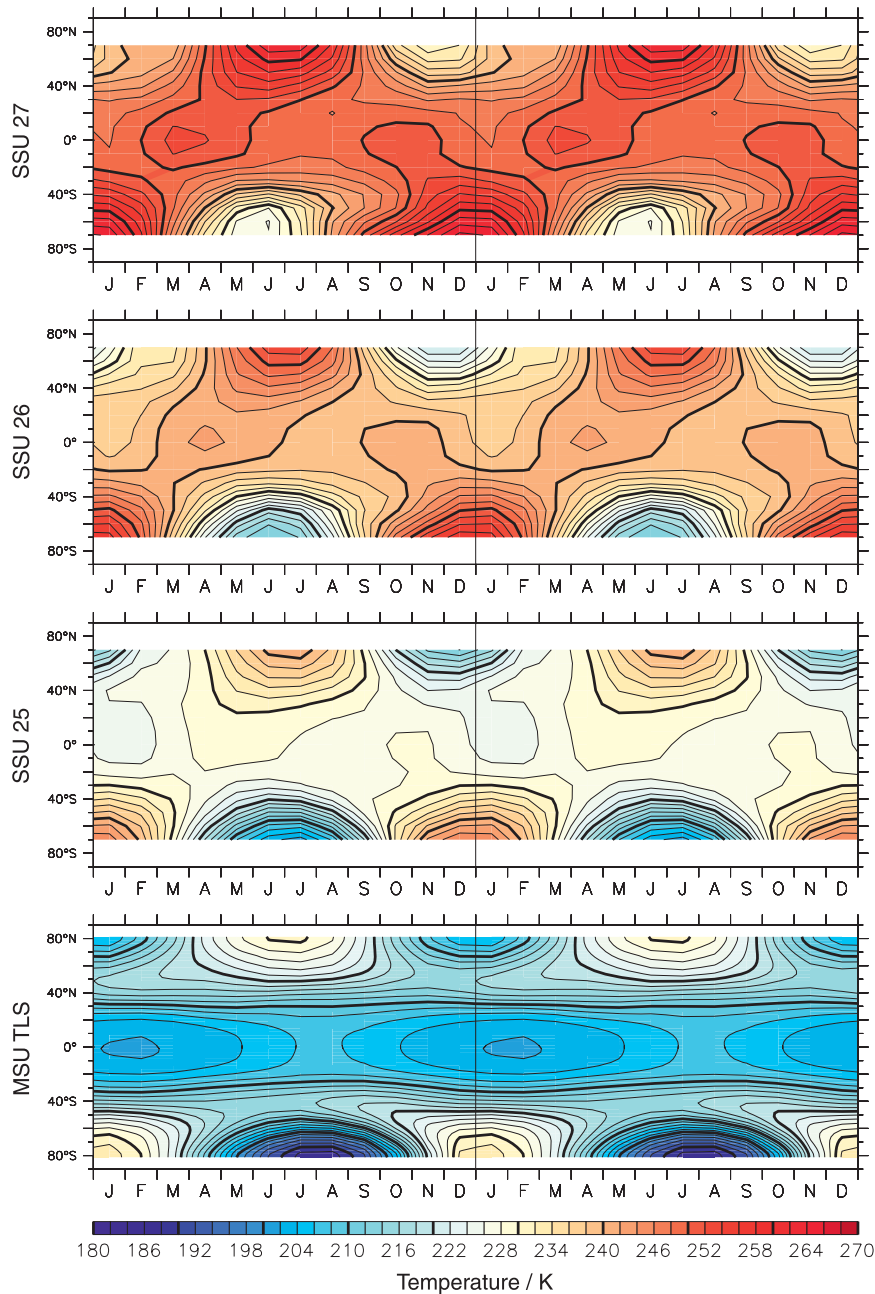 SSU 27
80°N
40°N
0°
40°S
80°S
J F M A M J J A S O N D J F M A M J J A S O N D
SSU 26
80°N
40°N
0°
40°S
80°S
J F M A M J J A S O N D J F M A M J J A S O N D
SSU 25
80°N
40°N
0°
40°S
80°S
J F M A M J J A S O N D J F M A M J J A S O N D
MSU TLS
80°N
40°N
0°
40°S
80°S
J F M A M J J A S O N D J F M A M J J A S O N D
180 186 192 198 204 210 216 222 228 234 240 246 252 258 264 270
Temperature / K